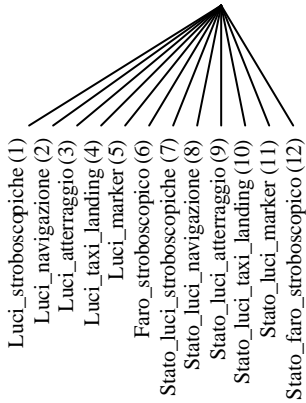 Luci_stroboscopiche (1)
Luci_navigazione (2)
Luci_atterraggio (3)
Luci_taxi_landing (4)
Luci_marker (5)
Faro_stroboscopico (6)
Stato_luci_stroboscopiche (7)
Stato_luci_navigazione (8)
Stato_luci_atterraggio (9)
Stato_luci_taxi_landing (10)
Stato_luci_marker (11)
Stato_faro_stroboscopico (12)